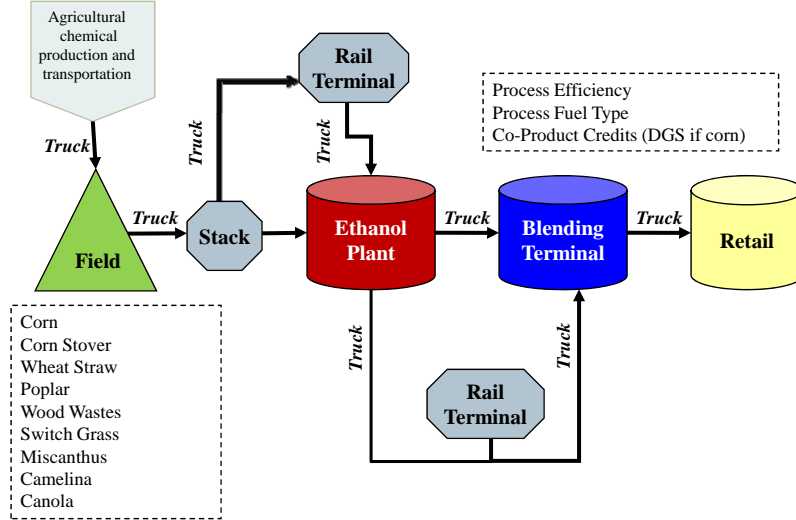 Agricultural
chemical
production and
transportation
Rail
Terminal
Process Efficiency
Process Fuel Type
Co-Product Credits (DGS if corn)
Truck
Truck
Truck
Truck
Field
Stack
Ethanol
Plant
Truck
Blending
Terminal
Truck
Retail
Corn
Corn Stover
Wheat Straw
Poplar
Wood Wastes
Switch Grass
Miscanthus
Camelina
Canola
Truck
Rail
Terminal
Truck